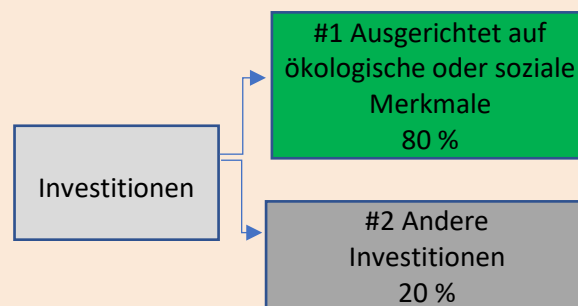 #1 Ausgerichtet auf
ökologische oder soziale
Merkmale
80 %
Investitionen
#2 Andere
Investitionen
20 %